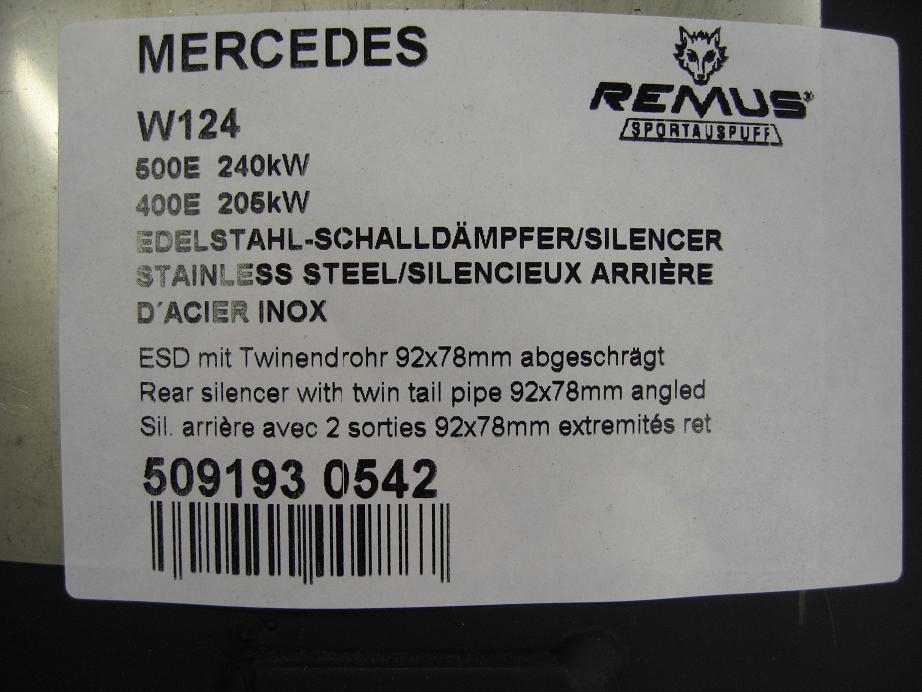 MERCEDES
REMUS®
SPORTAUSPUFF
W124
500E 240kW
400E 205kW
EDELSTAHL-SCHALLDÄMPFER/SILENCER
STAINLESS STEEL/SILENCIEUX ARRIÈRE
D´ACIER INOX
ESD mit Twinendrohr 92x78mm abgeschrägt
Rear silencer with twin tail pipe 92x78mm angled
Sil. arrière avec 2 sorties 92x78mm extremités ret
509193 0542